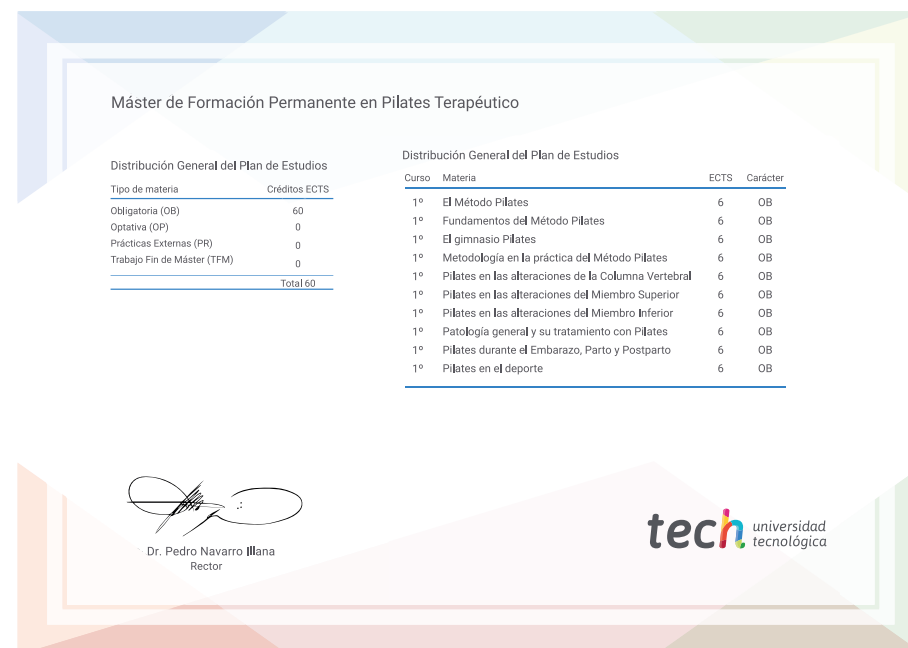 Máster de Formación Permanente en Pilates Terapéutico
Distribución General del Plan de Estudios
Tipo de materia Créditos ECTS
Obligatoria (OB) 60
Optativa (OP) 0
Prácticas Externas (PR) 0
Trabajo Fin de Máster (TFM) 0
Total 60
Distribución General del Plan de Estudios
Curso Materia ECTS Carácter
1º El Método Pilates 6 OB
1º Fundamentos del Método Pilates 6 OB
1º El gimnasio Pilates 6 OB
1º Metodología en la práctica del Método Pilates 6 OB
1º Pilates en las alteraciones de la Columna Vertebral 6 OB
1º Pilates en las alteraciones del Miembro Superior 6 OB
1º Pilates en las alteraciones del Miembro Inferior 6 OB
1º Patología general y su tratamiento con Pilates 6 OB
1º Pilates durante el Embarazo, Parto y Postparto 6 OB
1º Pilates en el deporte 6 OB
Dr. Pedro Navarro Illana
Rector
tech universidad
tecnológica